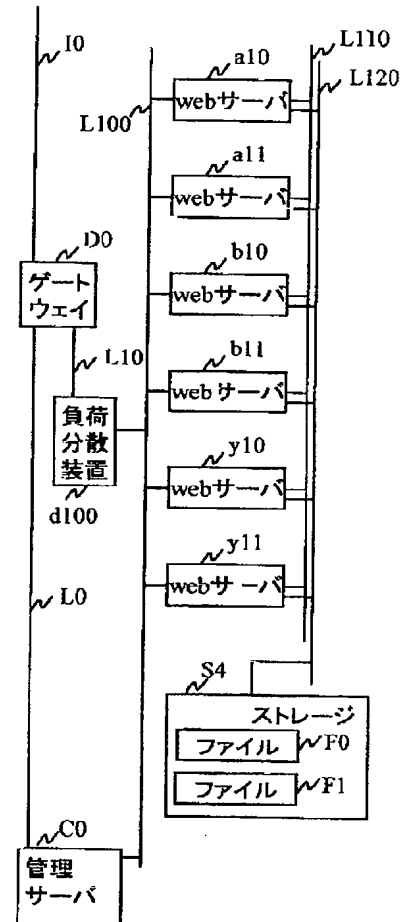 I0
a10
L110
L120
webサーバ
L100
a11
webサーバ
D0
ゲート
ウェイ
b10
webサーバ
L10
b11
webサーバ
負荷
分散
装置
d100
y10
webサーバ
y11
webサーバ
L0
S4
ストレージ
ファイル
F0
ファイル
F1
C0
管理
サーバ